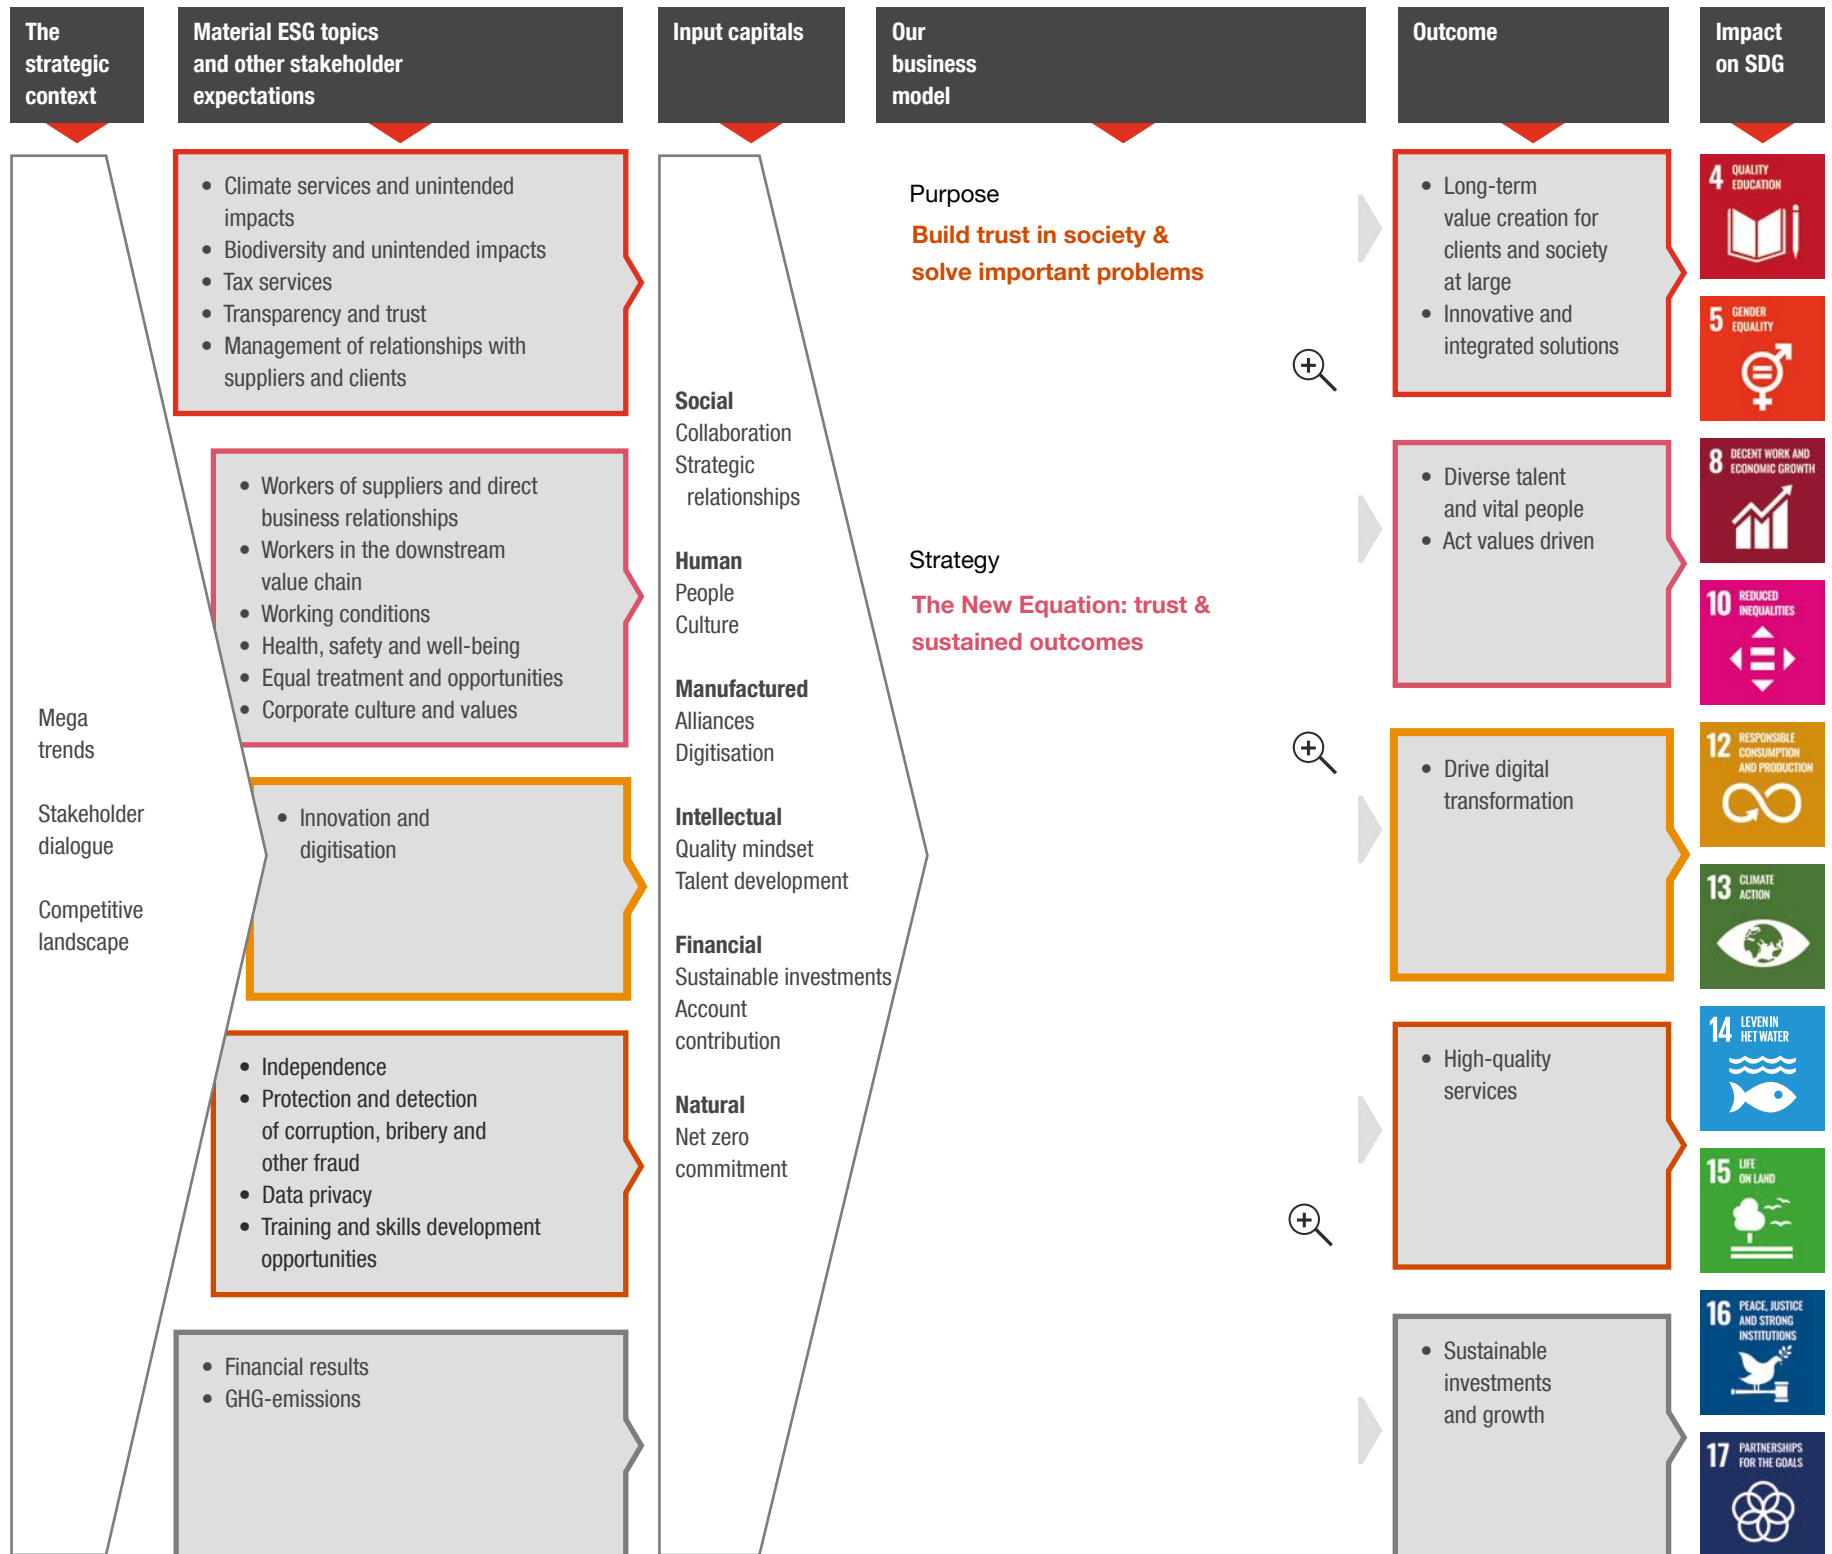 The
strategic
context
Material ESG topics
and other stakeholder
expectations
Input capitals
Our
business
model
Outcome
Impact
on SDG
Mega
trends
Stakeholder
dialogue
Competitive
landscape
• Climate services and unintended
impacts
• Biodiversity and unintended impacts
• Tax services
• Transparency and trust
• Management of relationships with
suppliers and clients
• Workers of suppliers and direct
business relationships
• Workers in the downstream
value chain
• Working conditions
• Health, safety and well-being
• Equal treatment and opportunities
• Corporate culture and values
• Innovation and
digitisation
• Independence
• Protection and detection
of corruption, bribery and
other fraud
• Data privacy
• Training and skills development
opportunities
• Financial results
• GHG-emissions
Social
Collaboration
Strategic
relationships
Human
People
Culture
Manufactured
Alliances
Digitisation
Intellectual
Quality mindset
Talent development
Financial
Sustainable investments
Account
contribution
Natural
Net zero
commitment
Purpose
Build trust in society &
solve important problems
Strategy
The New Equation: trust &
sustained outcomes
• Long-term
value creation for
clients and society
at large
• Innovative and
integrated solutions
• Diverse talent
and vital people
• Act values driven
• Drive digital
transformation
• High-quality
services
• Sustainable
investments
and growth
4 QUALITY
EDUCATION
5 GENDER
EQUALITY
8 DECENT WORK AND
ECONOMIC GROWTH
10 REDUCED
INEQUALITIES
12 RESPONSIBLE
CONSUMPTION
AND PRODUCTION
13 CLIMATE
ACTION
14 LEVEN IN
HET WATER
15 LIFE
ON LAND
16 PEACE, JUSTICE
AND STRONG
INSTITUTIONS
17 PARTNERSHIPS
FOR THE GOALS